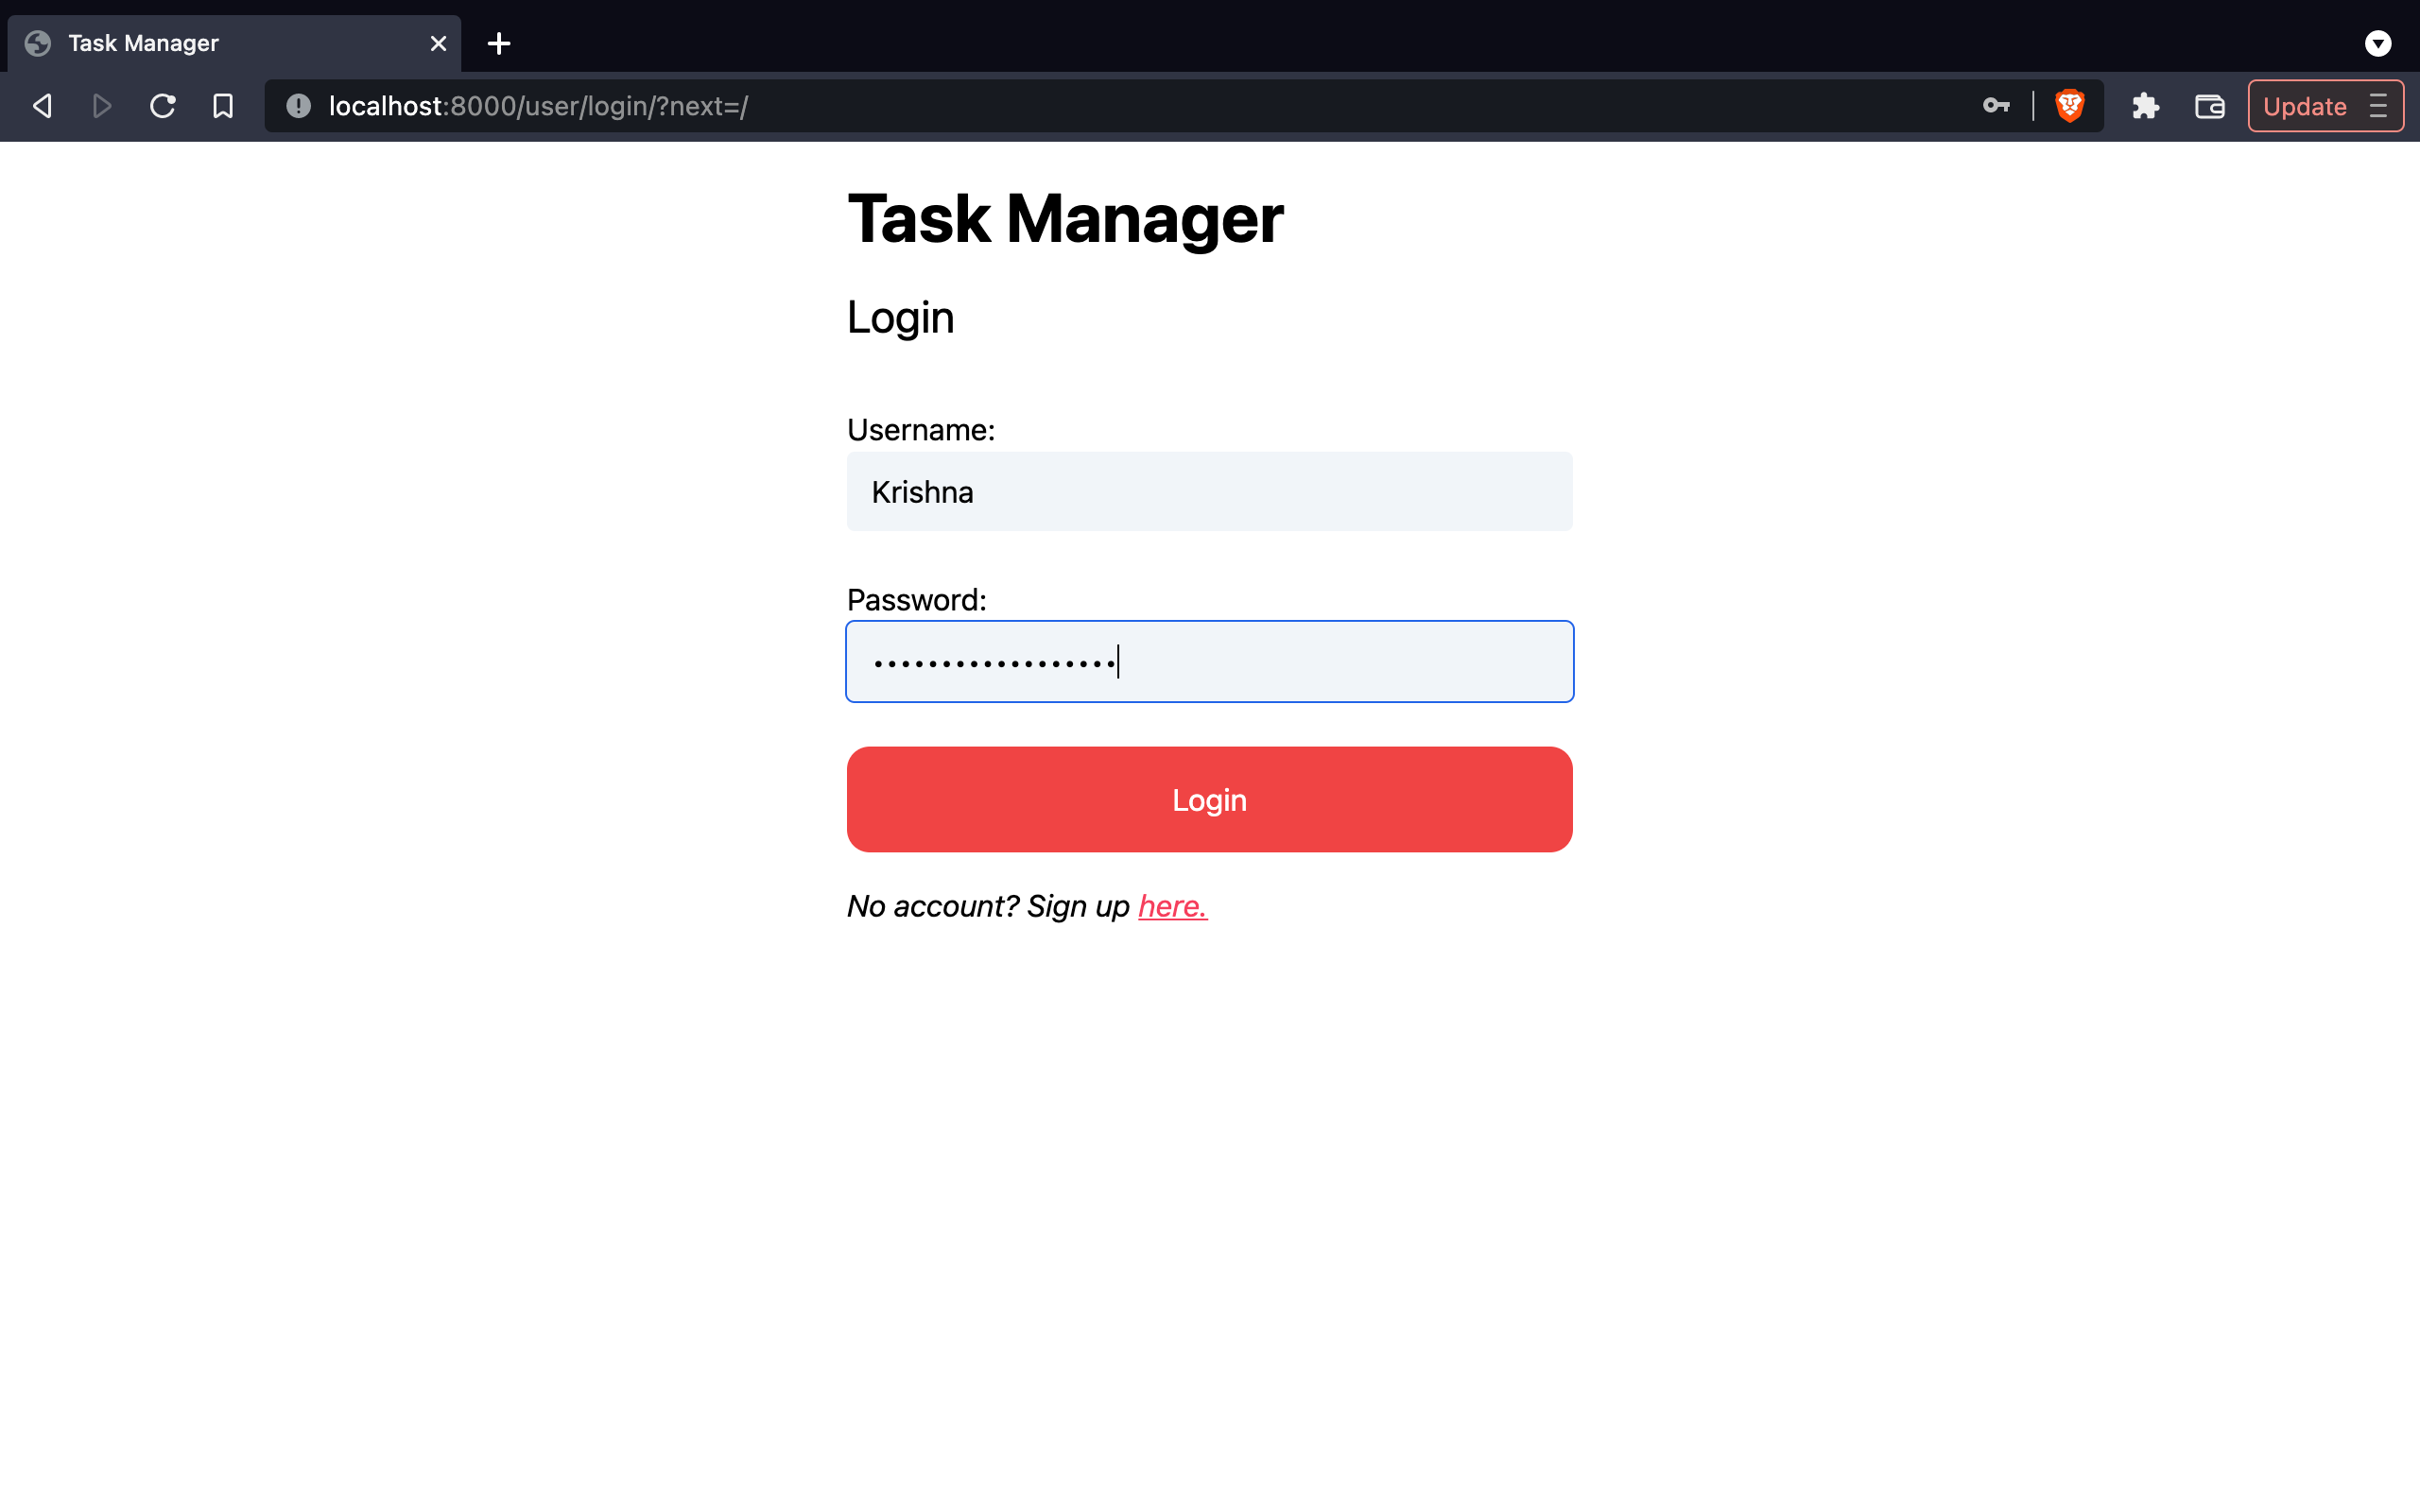 Task Manager
localhost:8000/user/login/?next=/
Update
Task Manager
Login
Username:
Krishna
Password:
••••••••••••••••••
Login
No account? Sign up here.